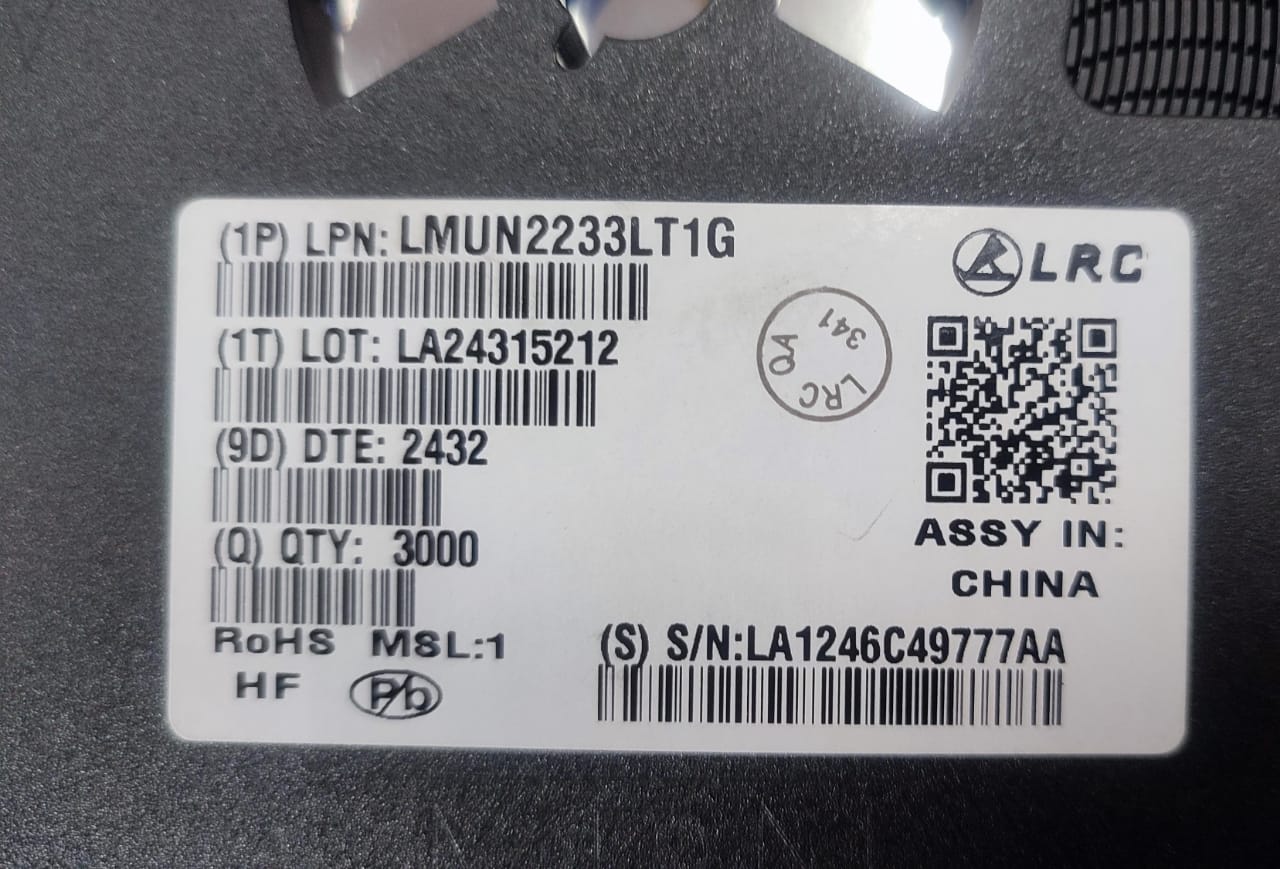 (1P) LPN: LMUN2233LT1G
LRC
(1T) LOT: LA24315212
LRC QA 341
(9D) DTE: 2432
(Q) QTY: 3000
ASSY IN:
CHINA
RoHS MSL:1
(S) S/N:LA1246C49777AA
HF Pb